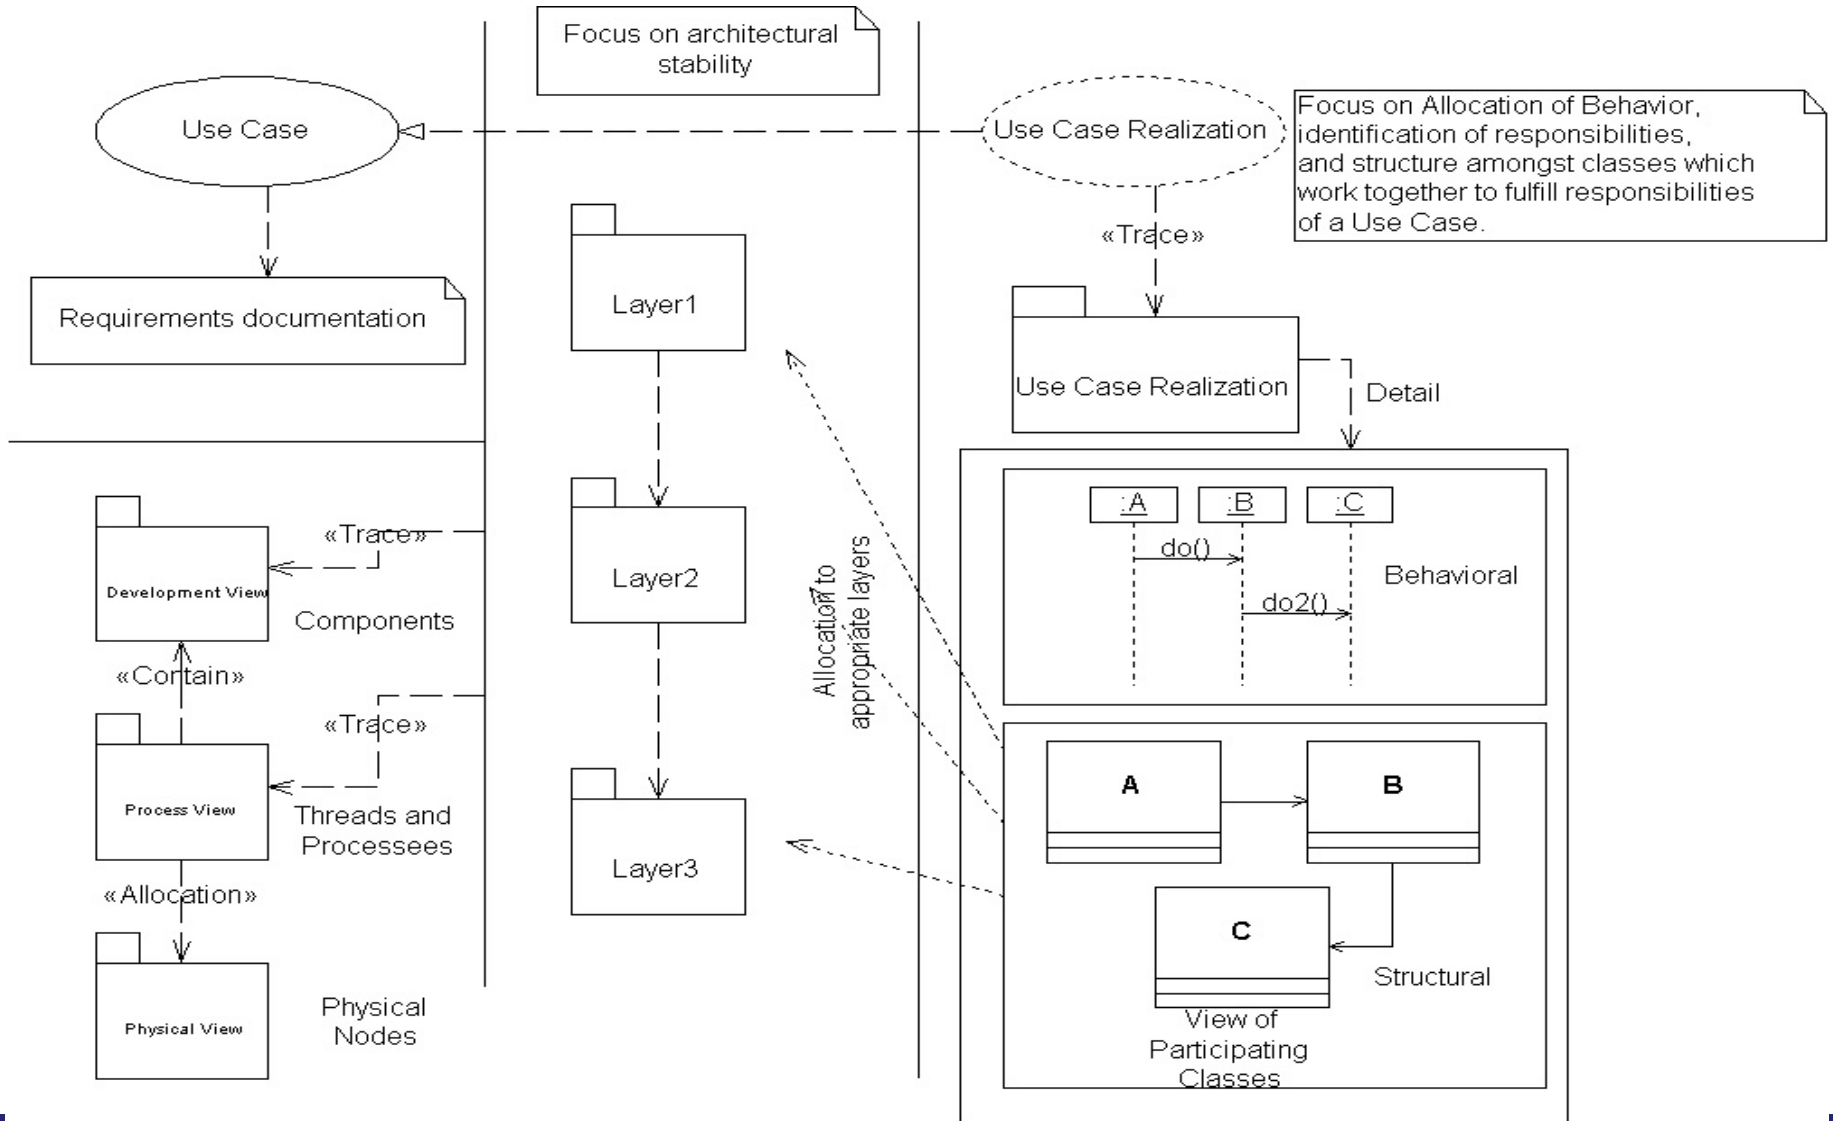 Focus on architectural
stability
Use Case
Use Case Realization
Focus on Allocation of Behavior,
identification of responsibilities,
and structure amongst classes which
work together to fulfill responsibilities
of a Use Case.
«Trace»
Requirements documentation
Layer1
Use Case Realization
Detail
:A
:B
:C
do()
do2()
Behavioral
«Trace»
Development View
Components
Layer2
Allocation to
appropriate layers
«Contain»
«Trace»
Process View
Threads and
Processees
«Allocation»
Layer3
A
B
C
Structural
Physical View
Physical
Nodes
View of
Participating
Classes